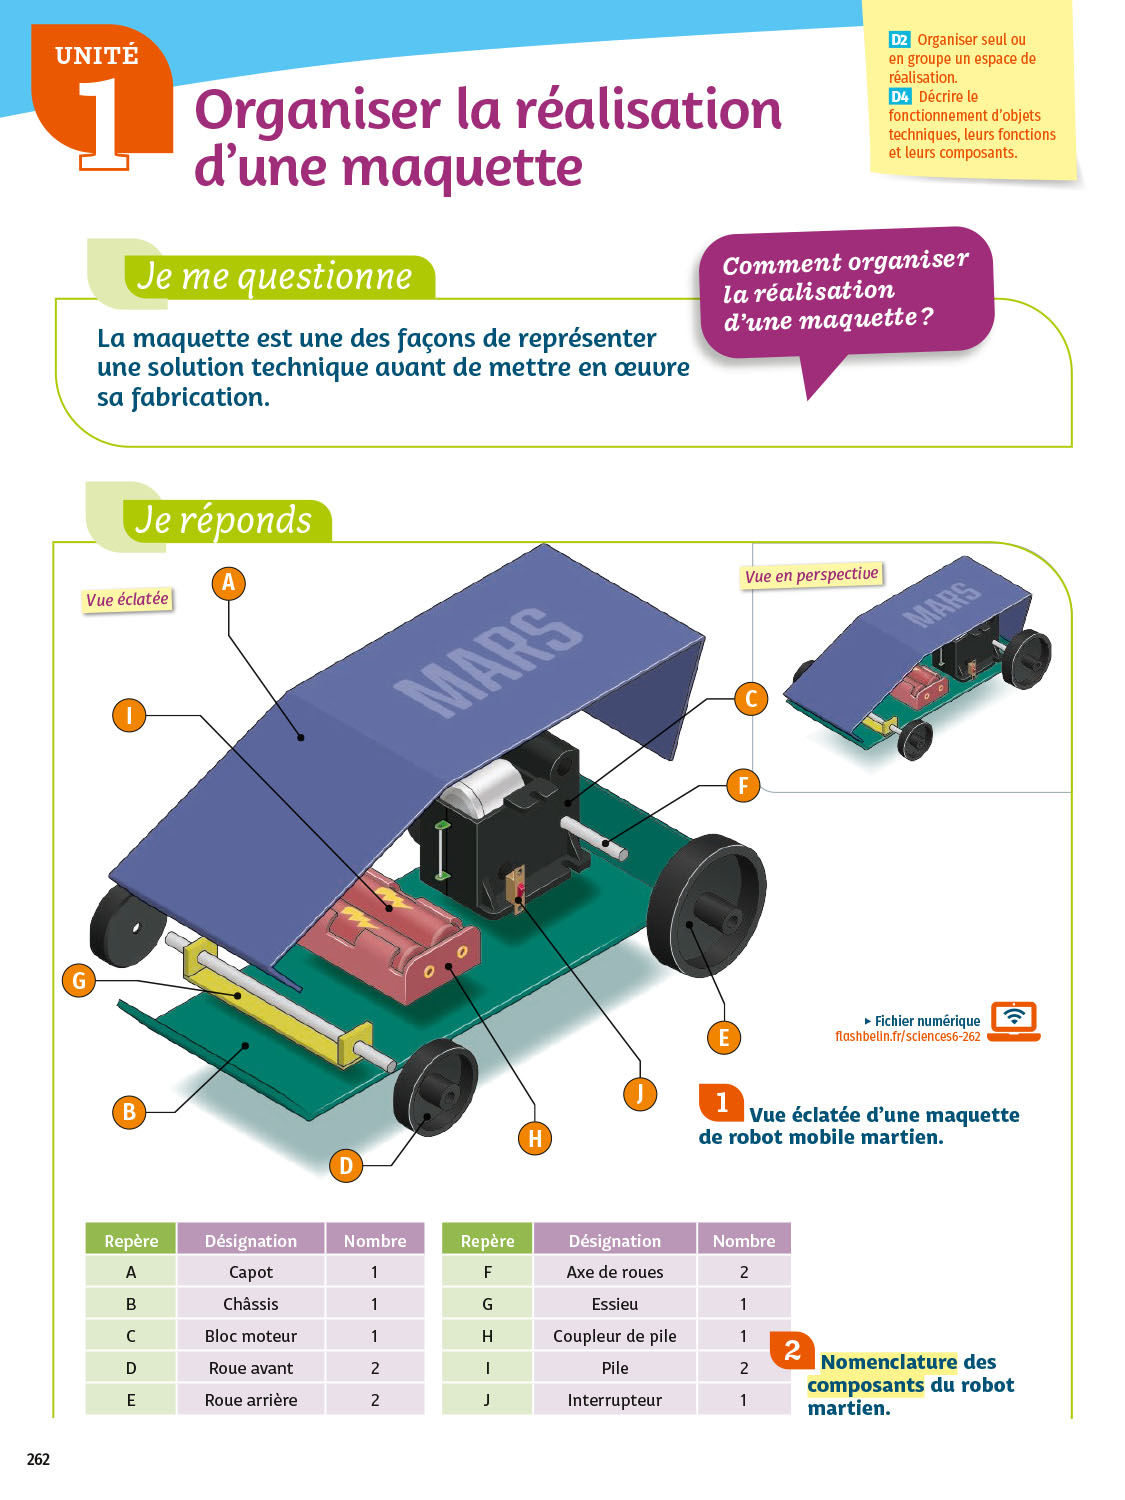 UNITÉ
1
Organiser la réalisation
d’une maquette
D2 Organiser seul ou
en groupe un espace de
réalisation.
D4 Décrire le
fonctionnement d’objets
techniques, leurs fonctions
et leurs composants.
Je me questionne
Comment organiser
la réalisation
d’une maquette ?
La maquette est une des façons de représenter
une solution technique avant de mettre en œuvre
sa fabrication.
Je réponds
Vue éclatée
A
MARS
Vue en perspective
MARS
I
C
F
G
E
▸ Fichier numérique
flashbelin.fr/sciences6-262
B
J
H
D
1 Vue éclatée d’une maquette
de robot mobile martien.
Repère Désignation Nombre
A Capot 1
B Châssis 1
C Bloc moteur 1
D Roue avant 2
E Roue arrière 2
Repère Désignation Nombre
F Axe de roues 2
G Essieu 1
H Coupleur de pile 1
I Pile 2
J Interrupteur 1
2 Nomenclature des
composants du robot
martien.
262